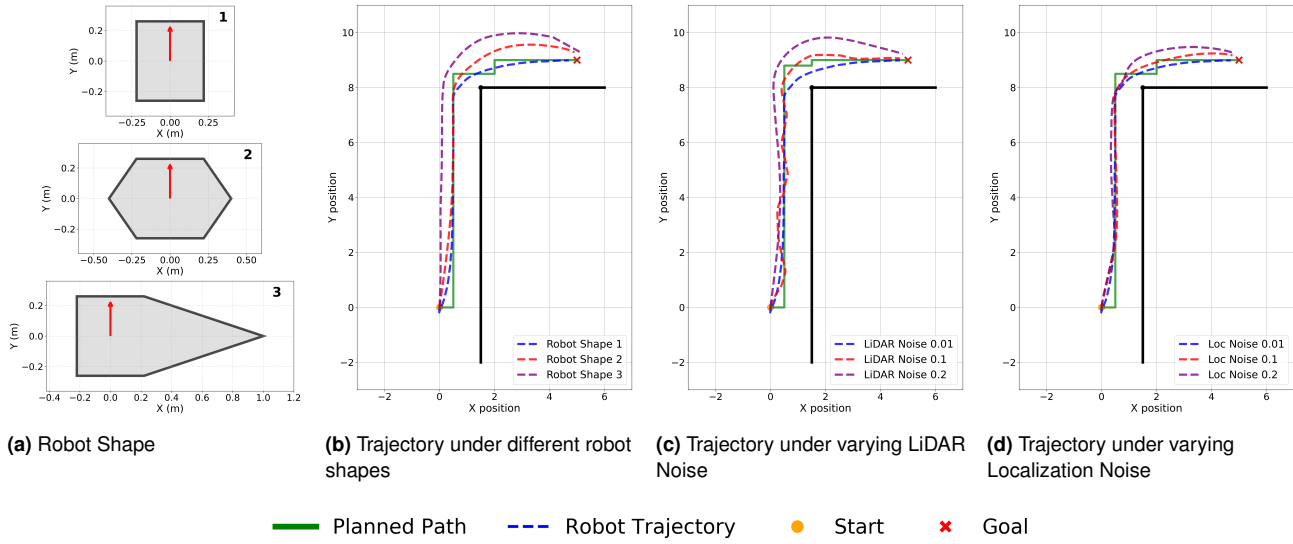 1
Y (m)
0.2
0.0
−0.2
−0.25
0.00
0.25
X (m)
2
Y (m)
0.2
0.0
−0.2
−0.50
−0.25
0.00
0.25
0.50
X (m)
3
Y (m)
0.2
0.0
−0.2
−0.4
−0.2
0.0
0.2
0.4
0.6
0.8
1.0
1.2
X (m)
(a) Robot Shape
Y position
10
8
6
4
2
0
−2
Robot Shape 1
Robot Shape 2
Robot Shape 3
−2
0
2
4
6
X position
(b) Trajectory under different robot
shapes
Y position
10
8
6
4
2
0
−2
LiDAR Noise 0.01
LiDAR Noise 0.1
LiDAR Noise 0.2
−2
0
2
4
6
X position
(c) Trajectory under varying LiDAR
Noise
Y position
10
8
6
4
2
0
−2
Loc Noise 0.01
Loc Noise 0.1
Loc Noise 0.2
−2
0
2
4
6
X position
(d) Trajectory under varying
Localization Noise
Planned Path
Robot Trajectory
Start
Goal